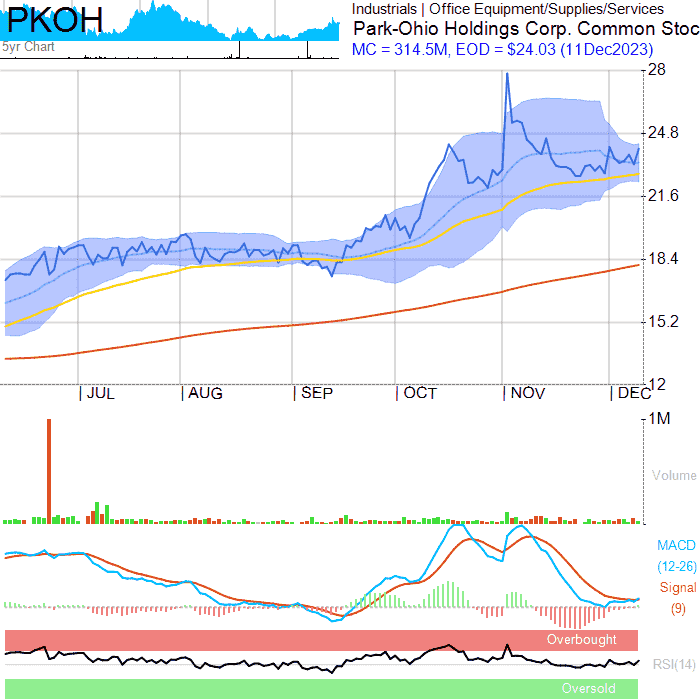 PKOH
5yr Chart
Industrials | Office Equipment/Supplies/Services
Park-Ohio Holdings Corp. Common Stoc
MC = 314.5M, EOD = $24.03 (11Dec2023)
28
24.8
21.6
18.4
15.2
12
JUL AUG SEP OCT NOV DEC
1M
Volume
MACD
(12-26)
Signal
(9)
Overbought
RSI(14)
Oversold